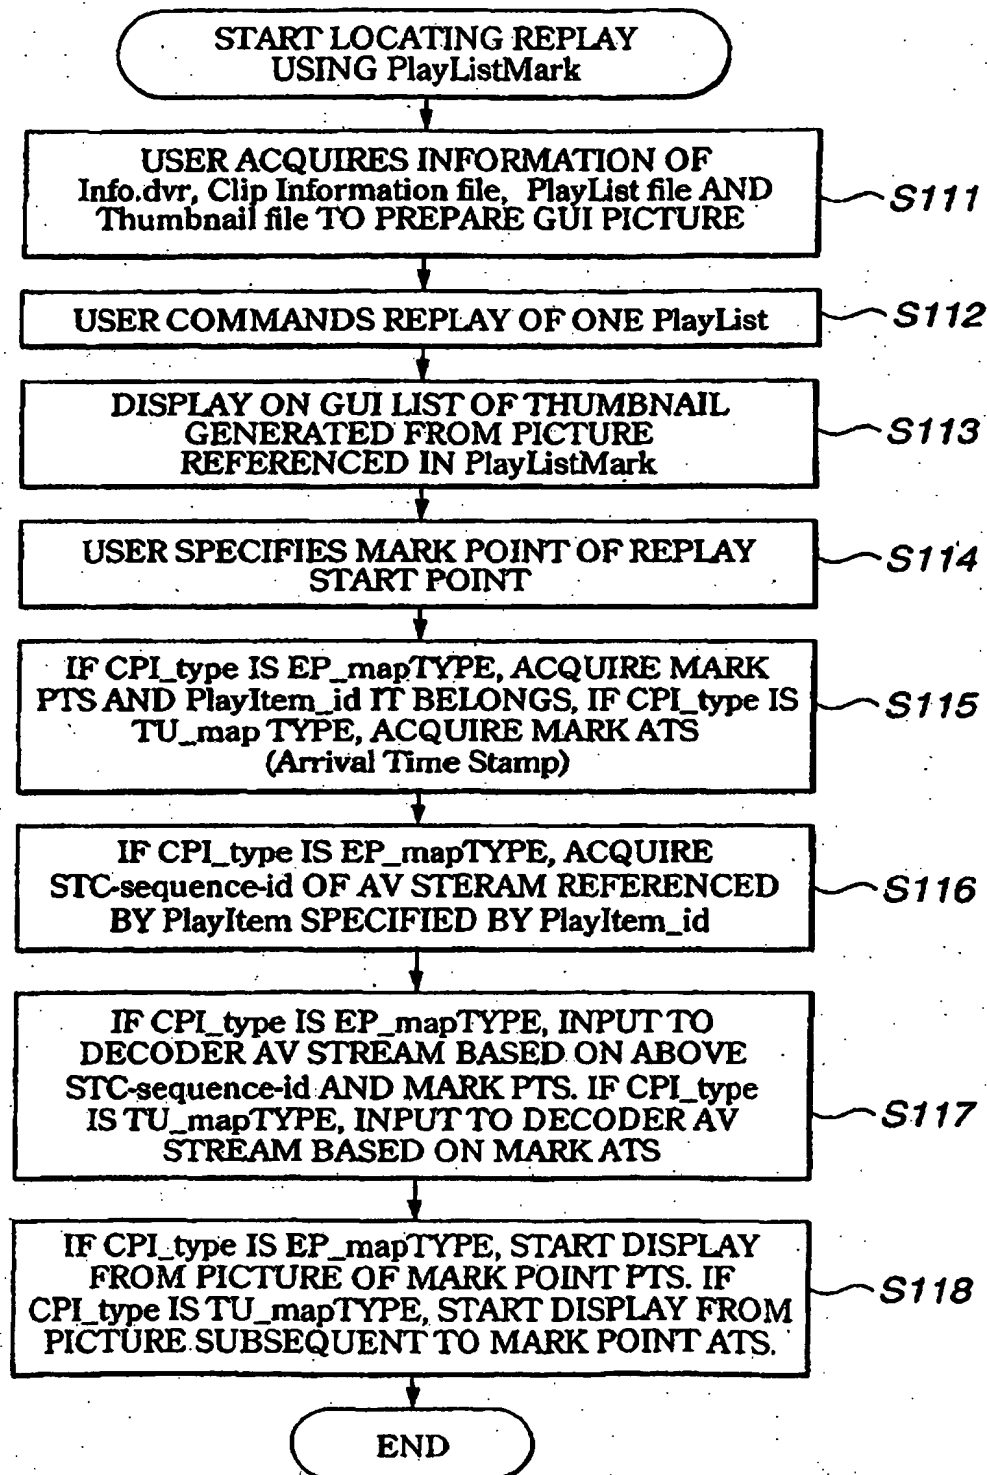 START LOCATING REPLAY
USING PlayListMark
USER ACQUIRES INFORMATION OF
Info.dvr, Clip Information file, PlayList file AND
Thumbnail file TO PREPARE GUI PICTURE
S111
USER COMMANDS REPLAY OF ONE PlayList
S112
DISPLAY ON GUI LIST OF THUMBNAIL
GENERATED FROM PICTURE
REFERENCED IN PlayListMark
S113
USER SPECIFIES MARK POINT OF REPLAY
START POINT
S114
IF CPI_type IS EP_mapTYPE, ACQUIRE MARK
PTS AND PlayItem_id IT BELONGS, IF CPI_type IS
TU_map TYPE, ACQUIRE MARK ATS
(Arrival Time Stamp)
S115
IF CPI_type IS EP_mapTYPE, ACQUIRE
STC-sequence-id OF AV STERAM REFERENCED
BY PlayItem SPECIFIED BY PlayItem_id
S116
IF CPI_type IS EP_mapTYPE, INPUT TO
DECODER AV STREAM BASED ON ABOVE
STC-sequence-id AND MARK PTS. IF CPI_type
IS TU_mapTYPE, INPUT TO DECODER AV
STREAM BASED ON MARK ATS
S117
IF CPI_type IS EP_mapTYPE, START DISPLAY
FROM PICTURE OF MARK POINT PTS. IF
CPI_type IS TU_mapTYPE, START DISPLAY FROM
PICTURE SUBSEQUENT TO MARK POINT ATS.
S118
END